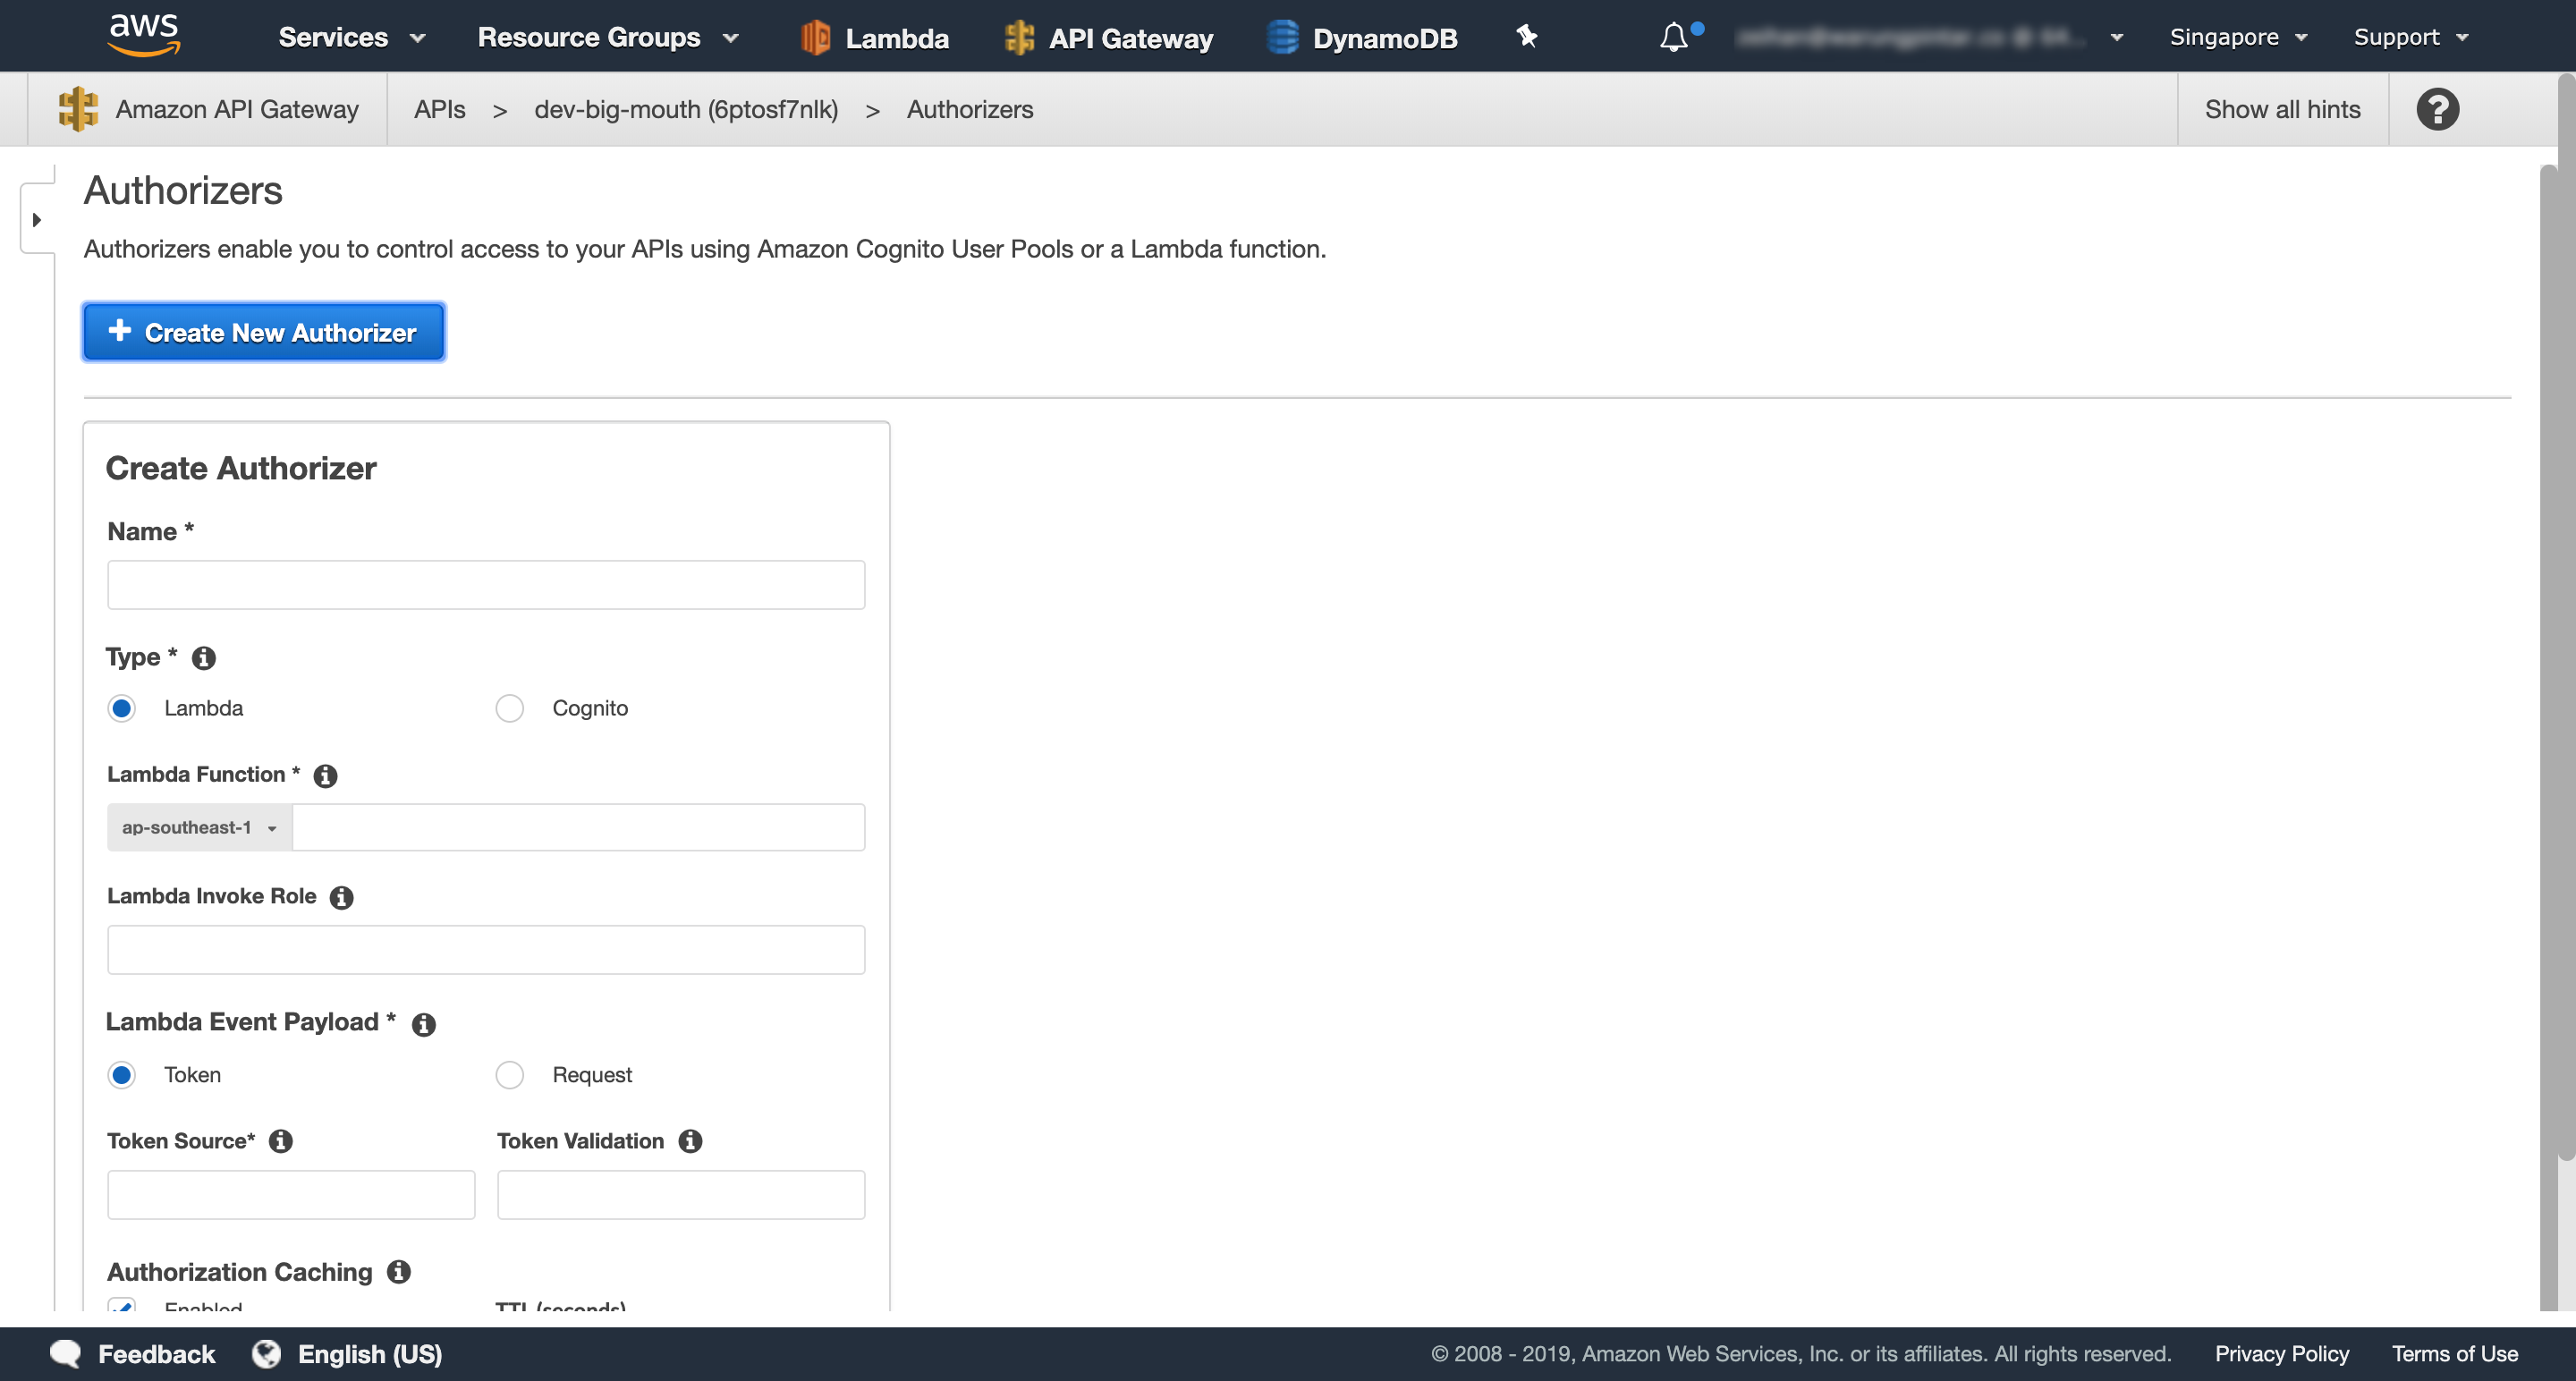 aws Services Resource Groups Lambda API Gateway DynamoDB Singapore Support
Amazon API Gateway APIs > dev-big-mouth (6ptosf7nlk) > Authorizers Show all hints ?
Authorizers
Authorizers enable you to control access to your APIs using Amazon Cognito User Pools or a Lambda function.
+ Create New Authorizer
Create Authorizer
Name *
Type *
Lambda Cognito
Lambda Function *
ap-southeast-1
Lambda Invoke Role
Lambda Event Payload *
Token Request
Token Source* Token Validation
Authorization Caching
Enabled TTL (seconds)
Feedback English (US) © 2008 - 2019, Amazon Web Services, Inc. or its affiliates. All rights reserved. Privacy Policy Terms of Use